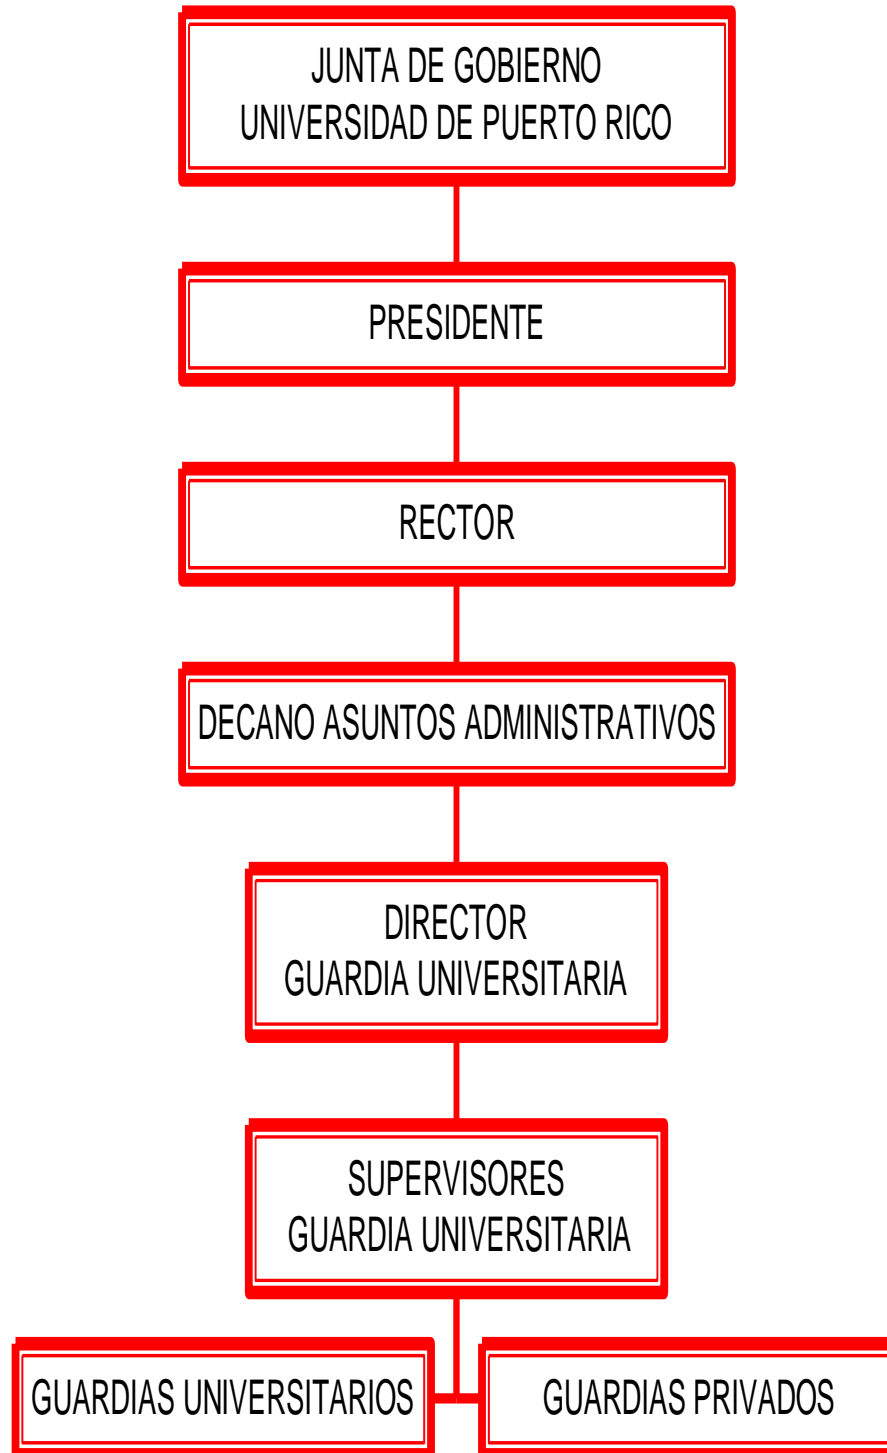 JUNTA DE GOBIERNO
UNIVERSIDAD DE PUERTO RICO
PRESIDENTE
RECTOR
DECANO ASUNTOS ADMINISTRATIVOS
DIRECTOR
GUARDIA UNIVERSITARIA
SUPERVISORES
GUARDIA UNIVERSITARIA
GUARDIAS UNIVERSITARIOS
GUARDIAS PRIVADOS